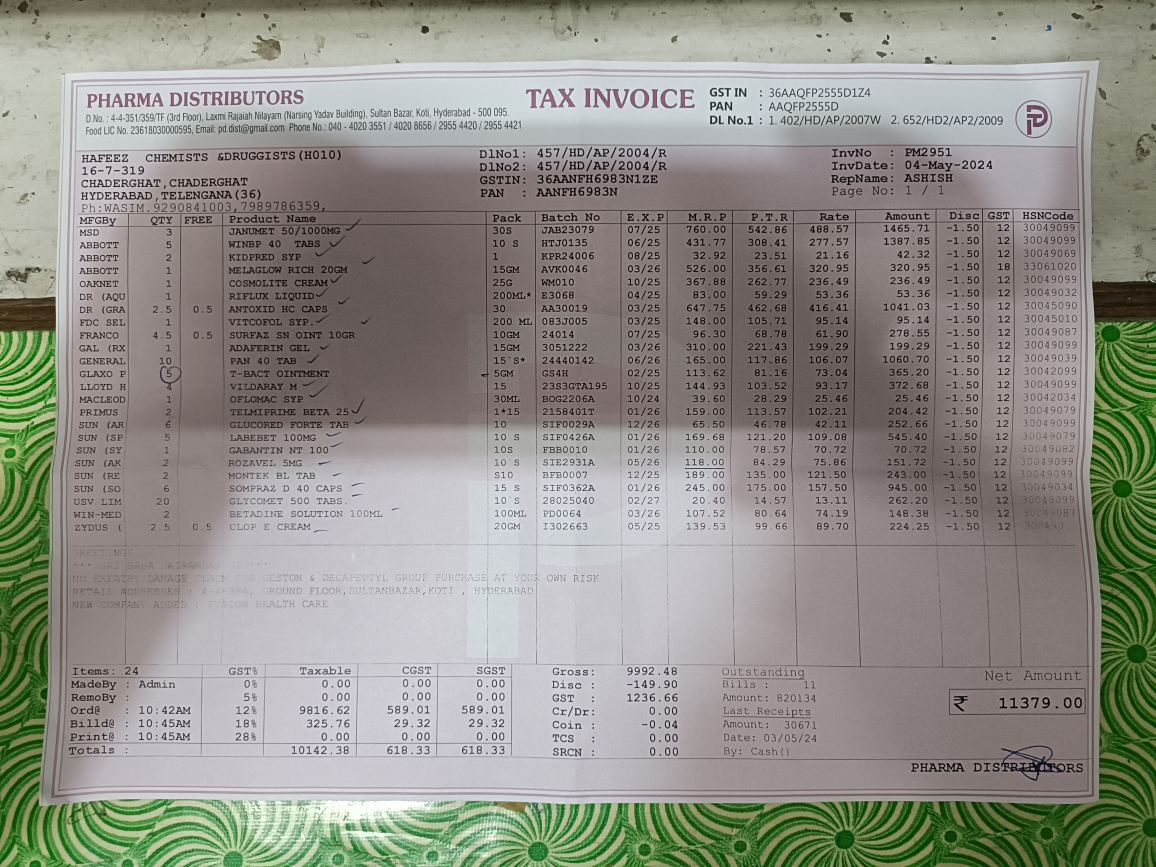 PHARMA DISTRIBUTORS
D.No. : 4-4-351/359/TF (3rd Floor), Laxmi Rajaiah Nilayam (Narsing Yadav Building), Sultan Bazar, Koti, Hyderabad - 500 095.
Food LIC No. 23618030000595, Email: pd.dist@gmail.com Phone No.: 040 - 4020 3551 / 4020 8656 / 2955 4420 / 2955 4421
TAX INVOICE
GST IN : 36AAQFP2555D1Z4
PAN : AAQFP2555D
DL No.1 : 1. 402/HD/AP/2007W 2. 652/HD2/AP2/2009
HAFEEZ CHEMISTS &DRUGGISTS(H010)
16-7-319
CHADERGHAT,CHADERGHAT
HYDERABAD,TELENGANA(36)
Ph:WASIM.9290841003,7989786359,
DlNo1: 457/HD/AP/2004/R
DlNo2: 457/HD/AP/2004/R
GSTIN: 36AANFH6983N1ZE
PAN : AANFH6983N
InvNo : PM2951
InvDate: 04-May-2024
RepName: ASHISH
Page No: 1 / 1
MFGBy QTY FREE Product Name Pack Batch No E.X.P M.R.P P.T.R Rate Amount Disc GST HSNCode
MSD 3 JANUMET 50/1000MG 30S JAB23079 07/25 760.00 542.86 488.57 1465.71 -1.50 12 30049099
ABBOTT 5 WINBP 40 TABS 10 S HTJ0135 06/25 431.77 308.41 277.57 1387.85 -1.50 12 30049099
ABBOTT 2 KIDPRED SYP 1 KPR24006 08/25 32.92 23.51 21.16 42.32 -1.50 12 30049069
ABBOTT 1 MELAGLOW RICH 20GM 15GM AVK0046 03/26 526.00 356.61 320.95 320.95 -1.50 18 33061020
OAKNET 1 COSMOLITE CREAM 25G WM010 10/25 367.88 262.77 236.49 236.49 -1.50 12 30049099
DR (AQU 1 RIFLUX LIQUID 200ML* E3068 04/25 83.00 59.29 53.36 53.36 -1.50 12 30049032
DR (GRA 2.5 0.5 ANTOXID HC CAPS 30 AA30019 03/25 647.75 462.68 416.41 1041.03 -1.50 12 30045090
FDC SEL 1 VITCOFOL SYP. 200 ML 083J005 03/25 148.00 105.71 95.14 95.14 -1.50 12 30045010
FRANCO 4.5 0.5 SURFAZ SN OINT 10GR 10GM 24014 07/25 96.30 68.78 61.90 278.55 -1.50 12 30049087
GAL (RX 1 ADAFERIN GEL 15GM 3051222 03/26 310.00 221.43 199.29 199.29 -1.50 12 30049099
GENERAL 10 PAN 40 TAB 15`S* 24440142 06/26 165.00 117.86 106.07 1060.70 -1.50 12 30049039
GLAXO P 5 T-BACT OINTMENT 5GM GS4H 02/25 113.62 81.16 73.04 365.20 -1.50 12 30042099
LLOYD H 4 VILDARAY M 15 23S3GTA195 10/25 144.93 103.52 93.17 372.68 -1.50 12 30049099
MACLEOD 1 OFLOMAC SYP 30ML BOG2206A 10/24 39.60 28.29 25.46 25.46 -1.50 12 30042034
PRIMUS 2 TELMIPRIME BETA 25 1*15 2158401T 01/26 159.00 113.57 102.21 204.42 -1.50 12 30049079
SUN (AR 6 GLUCORED FORTE TAB 10 SIF0029A 12/26 65.50 46.78 42.11 252.66 -1.50 12 30049099
SUN (SP 5 LABEBET 100MG 10 S SIF0426A 01/26 169.68 121.20 109.08 545.40 -1.50 12 30049079
SUN (SY 1 GABANTIN NT 100 10S FBB0010 01/26 110.00 78.57 70.72 70.72 -1.50 12 30049082
SUN (AK 2 ROZAVEL 5MG 10 S SIE2931A 05/26 118.00 84.29 75.86 151.72 -1.50 12 30049099
SUN (RE 2 MONTEK BL TAB S10 BFB0007 12/25 189.00 135.00 121.50 243.00 -1.50 12 30049099
SUN (SO 6 SOMPRAZ D 40 CAPS 15 S SIF0362A 01/26 245.00 175.00 157.50 945.00 -1.50 12 30049034
USV LIM 20 GLYCOMET 500 TABS. 10`S 28025040 02/27 20.40 14.57 13.11 262.20 -1.50 12 30049099
WIN-MED 2 BETADINE SOLUTION 100ML 100ML PD0064 03/26 107.52 80.64 74.19 148.38 -1.50 12 30049087
ZYDUS ( 2.5 0.5 CLOP E CREAM 20GM I302663 05/25 139.53 99.66 89.70 224.25 -1.50 12
GREETINGS
NO EXPAIRY/DAMAGE CLAIM FOR GESTON & DECAPEPTYL GROUP PURCHASE AT YOUR OWN RISK
RETAIL ADDRESSES : GROUND FLOOR,SULTANBAZAR,KOTI , HYDERABAD
NEW COMPANY ADDED : FUSION HEALTH CARE
Items: 24 GST% Taxable CGST SGST
MadeBy : Admin 0% 0.00 0.00 0.00
RemoBy : 5% 0.00 0.00 0.00
Ord@ : 10:42AM 12% 9816.62 589.01 589.01
Billd@ : 10:45AM 18% 325.76 29.32 29.32
Print@ : 10:45AM 28% 0.00 0.00 0.00
Totals : 10142.38 618.33 618.33
Gross: 9992.48
Disc : -149.90
GST : 1236.66
Cr/Dr: 0.00
Coin : -0.04
TCS : 0.00
SRCN : 0.00
Outstanding
Bills : 11
Amount: 820134
Last Receipts
Amount: 30671
Date: 03/05/24
By: Cash()
Net Amount
₹ 11379.00
PHARMA DISTRIBUTORS